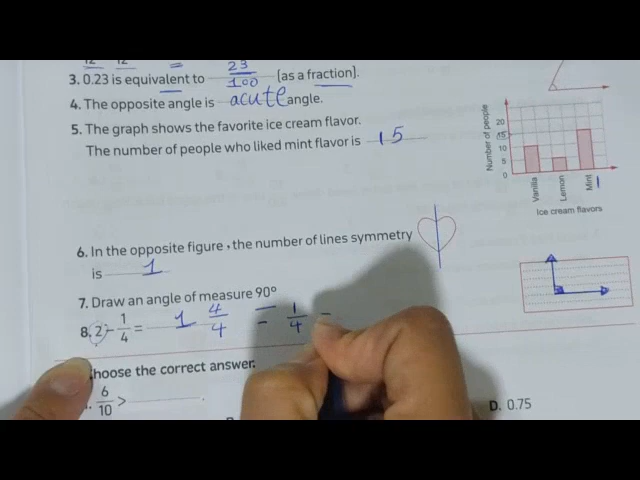 12 12
3. 0.23 is equivalent to 23/100 (as a fraction).
4. The opposite angle is acute angle.
5. The graph shows the favorite ice cream flavor.
The number of people who liked mint flavor is 15
Number of people
20
15
10
5
0
Vanilla
Lemon
Mint
Ice cream flavors
6. In the opposite figure, the number of lines symmetry
is 1
7. Draw an angle of measure 90°
8. 2 - 1/4 = 1 4/4 - 1/4 =
hoose the correct answer.
6/10 >
D. 0.75